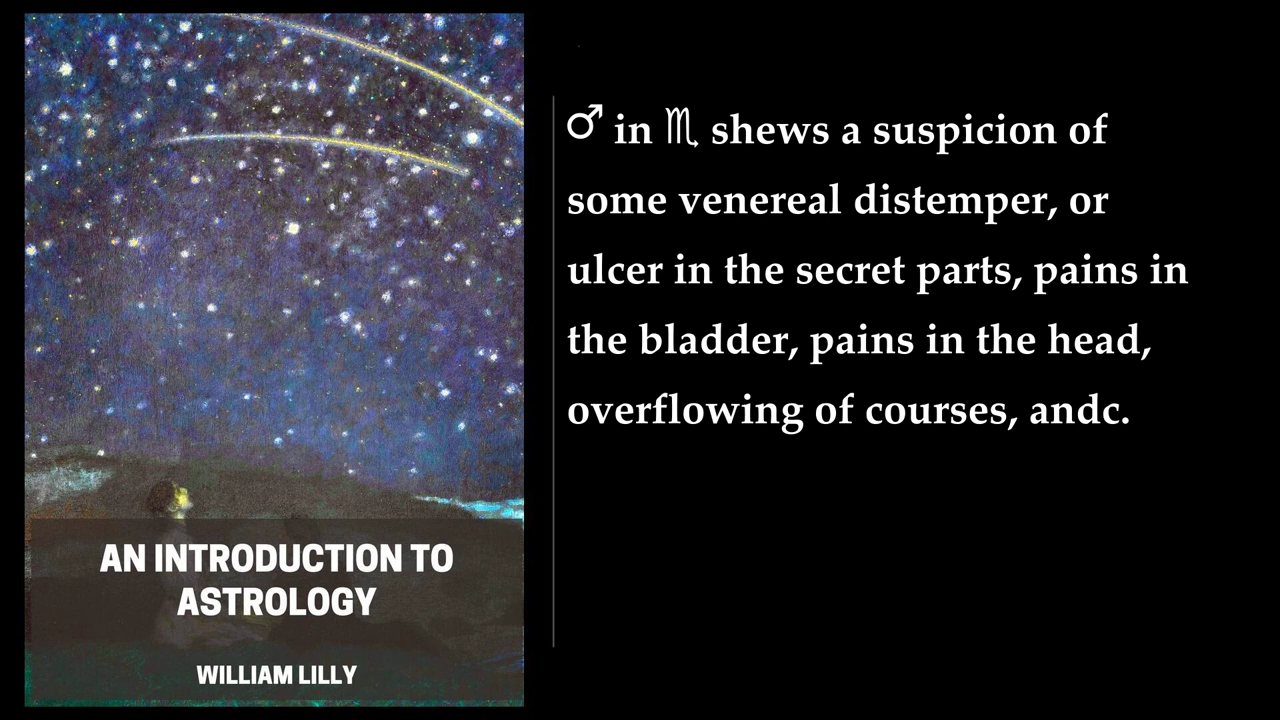 AN INTRODUCTION TO
ASTROLOGY
WILLIAM LILLY
♂ in ♏ shews a suspicion of
some venereal distemper, or
ulcer in the secret parts, pains in
the bladder, pains in the head,
overflowing of courses, andc.